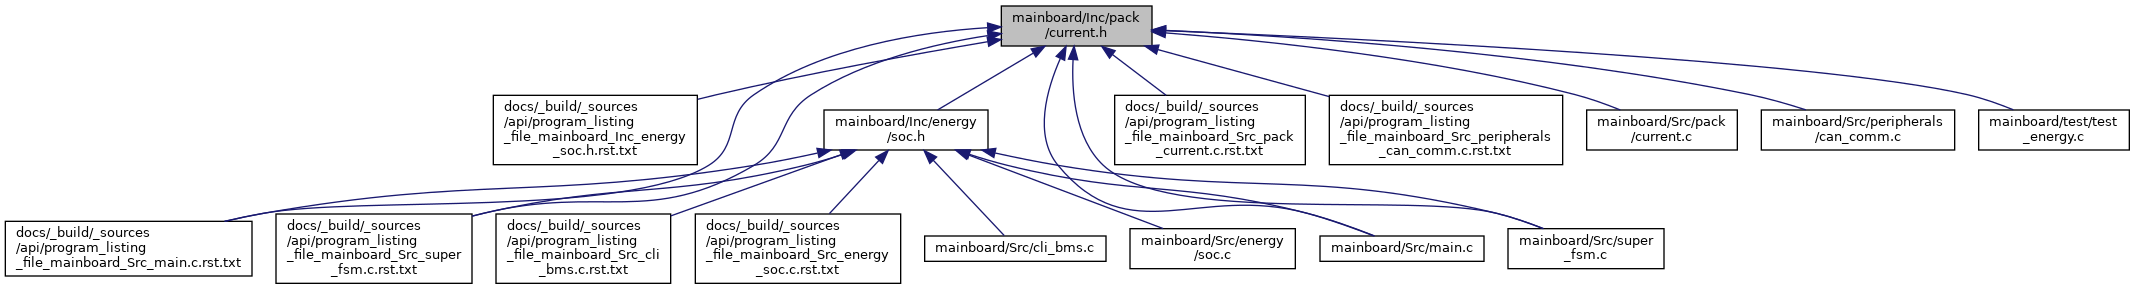 mainboard/Inc/pack
/current.h
docs/_build/_sources
/api/program_listing
_file_mainboard_Inc_energy
_soc.h.rst.txt
mainboard/Inc/energy
/soc.h
docs/_build/_sources
/api/program_listing
_file_mainboard_Src_pack
_current.c.rst.txt
docs/_build/_sources
/api/program_listing
_file_mainboard_Src_peripherals
_can_comm.c.rst.txt
mainboard/Src/pack
/current.c
mainboard/Src/peripherals
/can_comm.c
mainboard/test/test
_energy.c
docs/_build/_sources
/api/program_listing
_file_mainboard_Src_main.c.rst.txt
docs/_build/_sources
/api/program_listing
_file_mainboard_Src_super
_fsm.c.rst.txt
docs/_build/_sources
/api/program_listing
_file_mainboard_Src_cli
_bms.c.rst.txt
docs/_build/_sources
/api/program_listing
_file_mainboard_Src_energy
_soc.c.rst.txt
mainboard/Src/cli_bms.c
mainboard/Src/energy
/soc.c
mainboard/Src/main.c
mainboard/Src/super
_fsm.c